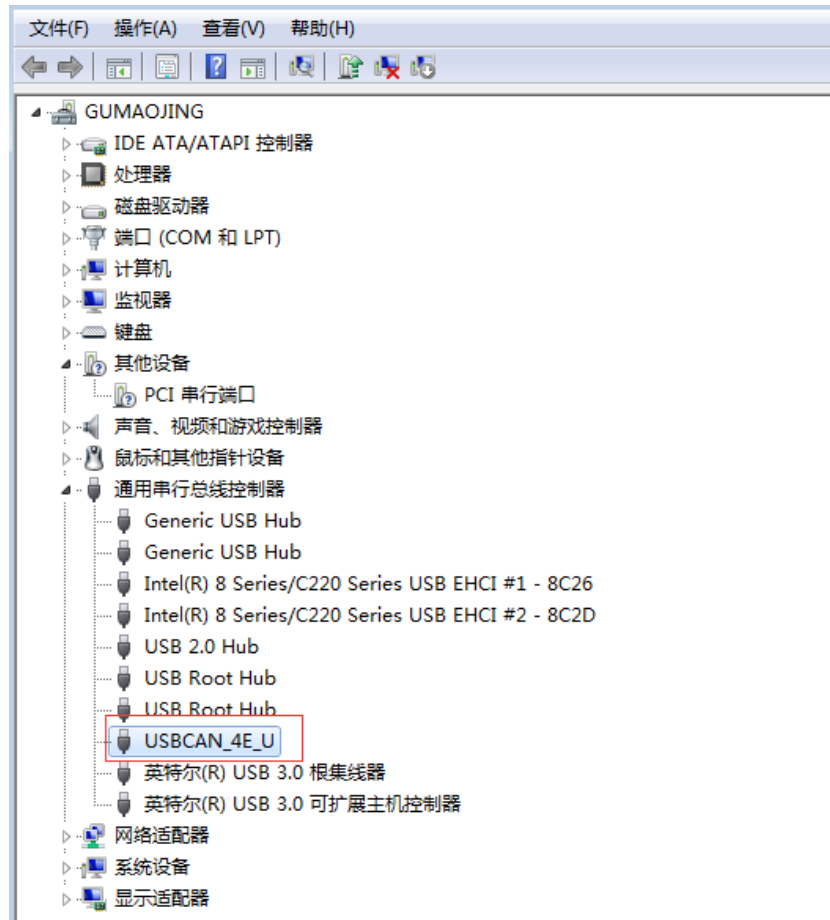 文件(F) 操作(A) 查看(V) 帮助(H)
GUMAOJING
IDE ATA/ATAPI 控制器
处理器
磁盘驱动器
端口 (COM 和 LPT)
计算机
监视器
键盘
其他设备
PCI 串行端口
声音、视频和游戏控制器
鼠标和其他指针设备
通用串行总线控制器
Generic USB Hub
Generic USB Hub
Intel(R) 8 Series/C220 Series USB EHCI #1 - 8C26
Intel(R) 8 Series/C220 Series USB EHCI #2 - 8C2D
USB 2.0 Hub
USB Root Hub
USB Root Hub
USBCAN_4E_U
英特尔(R) USB 3.0 根集线器
英特尔(R) USB 3.0 可扩展主机控制器
网络适配器
系统设备
显示适配器